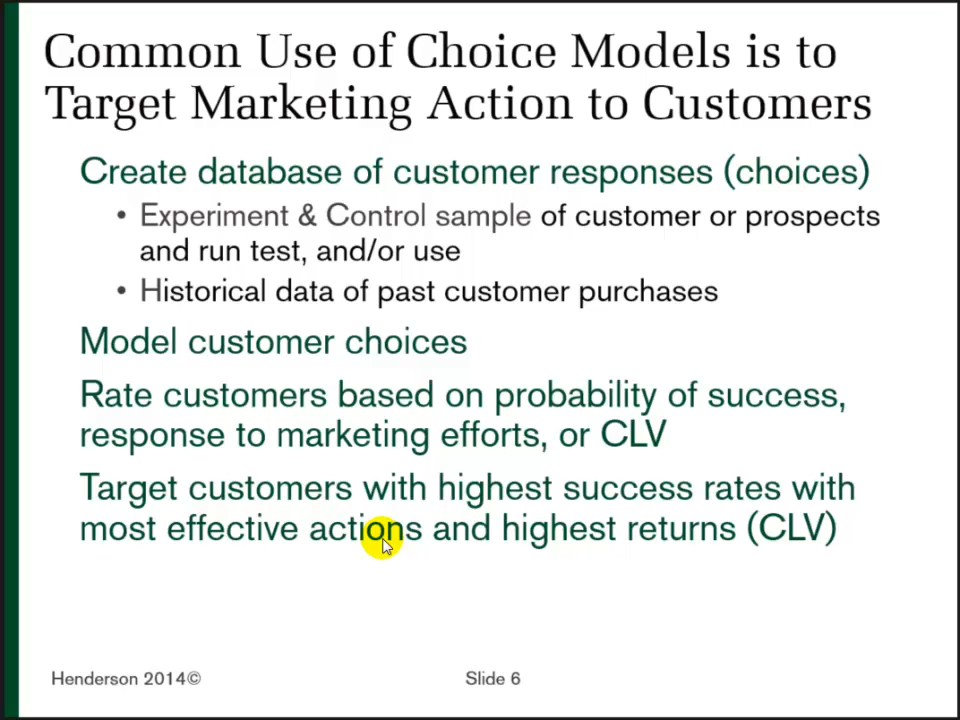 Common Use of Choice Models is to
Target Marketing Action to Customers
Create database of customer responses (choices)
• Experiment & Control sample of customer or prospects
and run test, and/or use
• Historical data of past customer purchases
Model customer choices
Rate customers based on probability of success,
response to marketing efforts, or CLV
Target customers with highest success rates with
most effective actions and highest returns (CLV)
Henderson 2014©
Slide 6